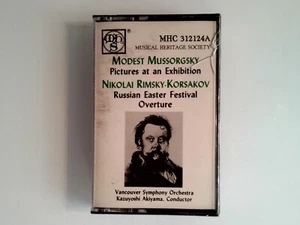 MHS
MHC 312124A
MUSICAL HERITAGE SOCIETY
MODEST MUSSORGSKY
Pictures at an Exhibition
NIKOLAI RIMSKY-KORSAKOV
Russian Easter Festival
Overture
Vancouver Symphony Orchestra
Kazuyoshi Akiyama, Conductor